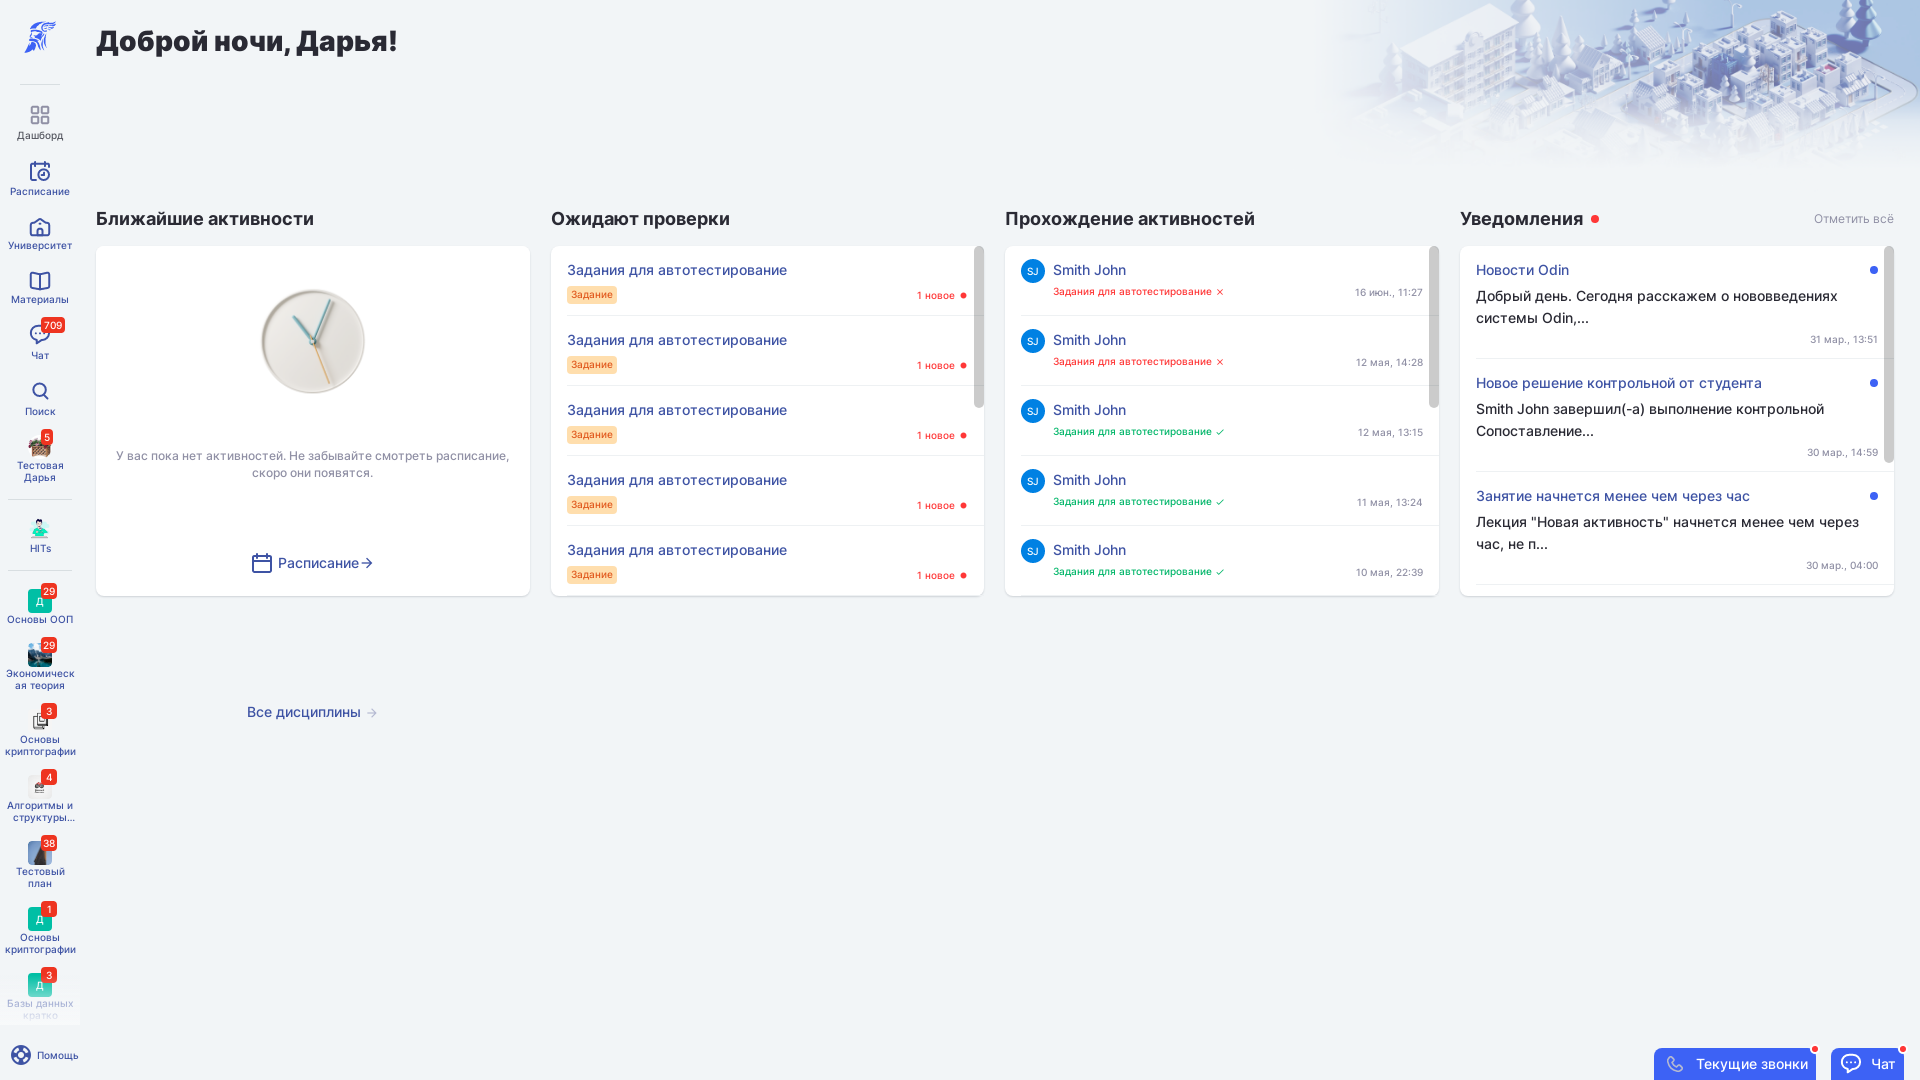 Доброй ночи, Дарья!
Дашборд
Расписание
Университет
Материалы
709
Чат
Поиск
5
Тестовая
Дарья
HITs
29
Д
Основы ООП
29
Экономическ
ая теория
3
Основы
криптографии
4
Алгоритмы и
структуры...
38
Тестовый
план
1
Д
Основы
криптографии
3
Д
Базы данных
кратко
Помощь
Ближайшие активности
У вас пока нет активностей. Не забывайте смотреть расписание,
скоро они появятся.
Расписание
Все дисциплины
Ожидают проверки
Задания для автотестирование
Задание
1 новое
Задания для автотестирование
Задание
1 новое
Задания для автотестирование
Задание
1 новое
Задания для автотестирование
Задание
1 новое
Задания для автотестирование
Задание
1 новое
Прохождение активностей
SJ
Smith John
Задания для автотестирование
16 июн., 11:27
SJ
Smith John
Задания для автотестирование
12 мая, 14:28
SJ
Smith John
Задания для автотестирование
12 мая, 13:15
SJ
Smith John
Задания для автотестирование
11 мая, 13:24
SJ
Smith John
Задания для автотестирование
10 мая, 22:39
Уведомления
Отметить всё
Новости Odin
Добрый день. Сегодня расскажем о нововведениях
системы Odin,...
31 мар., 13:51
Новое решение контрольной от студента
Smith John завершил(-а) выполнение контрольной
Сопоставление...
30 мар., 14:59
Занятие начнется менее чем через час
Лекция "Новая активность" начнется менее чем через
час, не п...
30 мар., 04:00
Текущие звонки
Чат